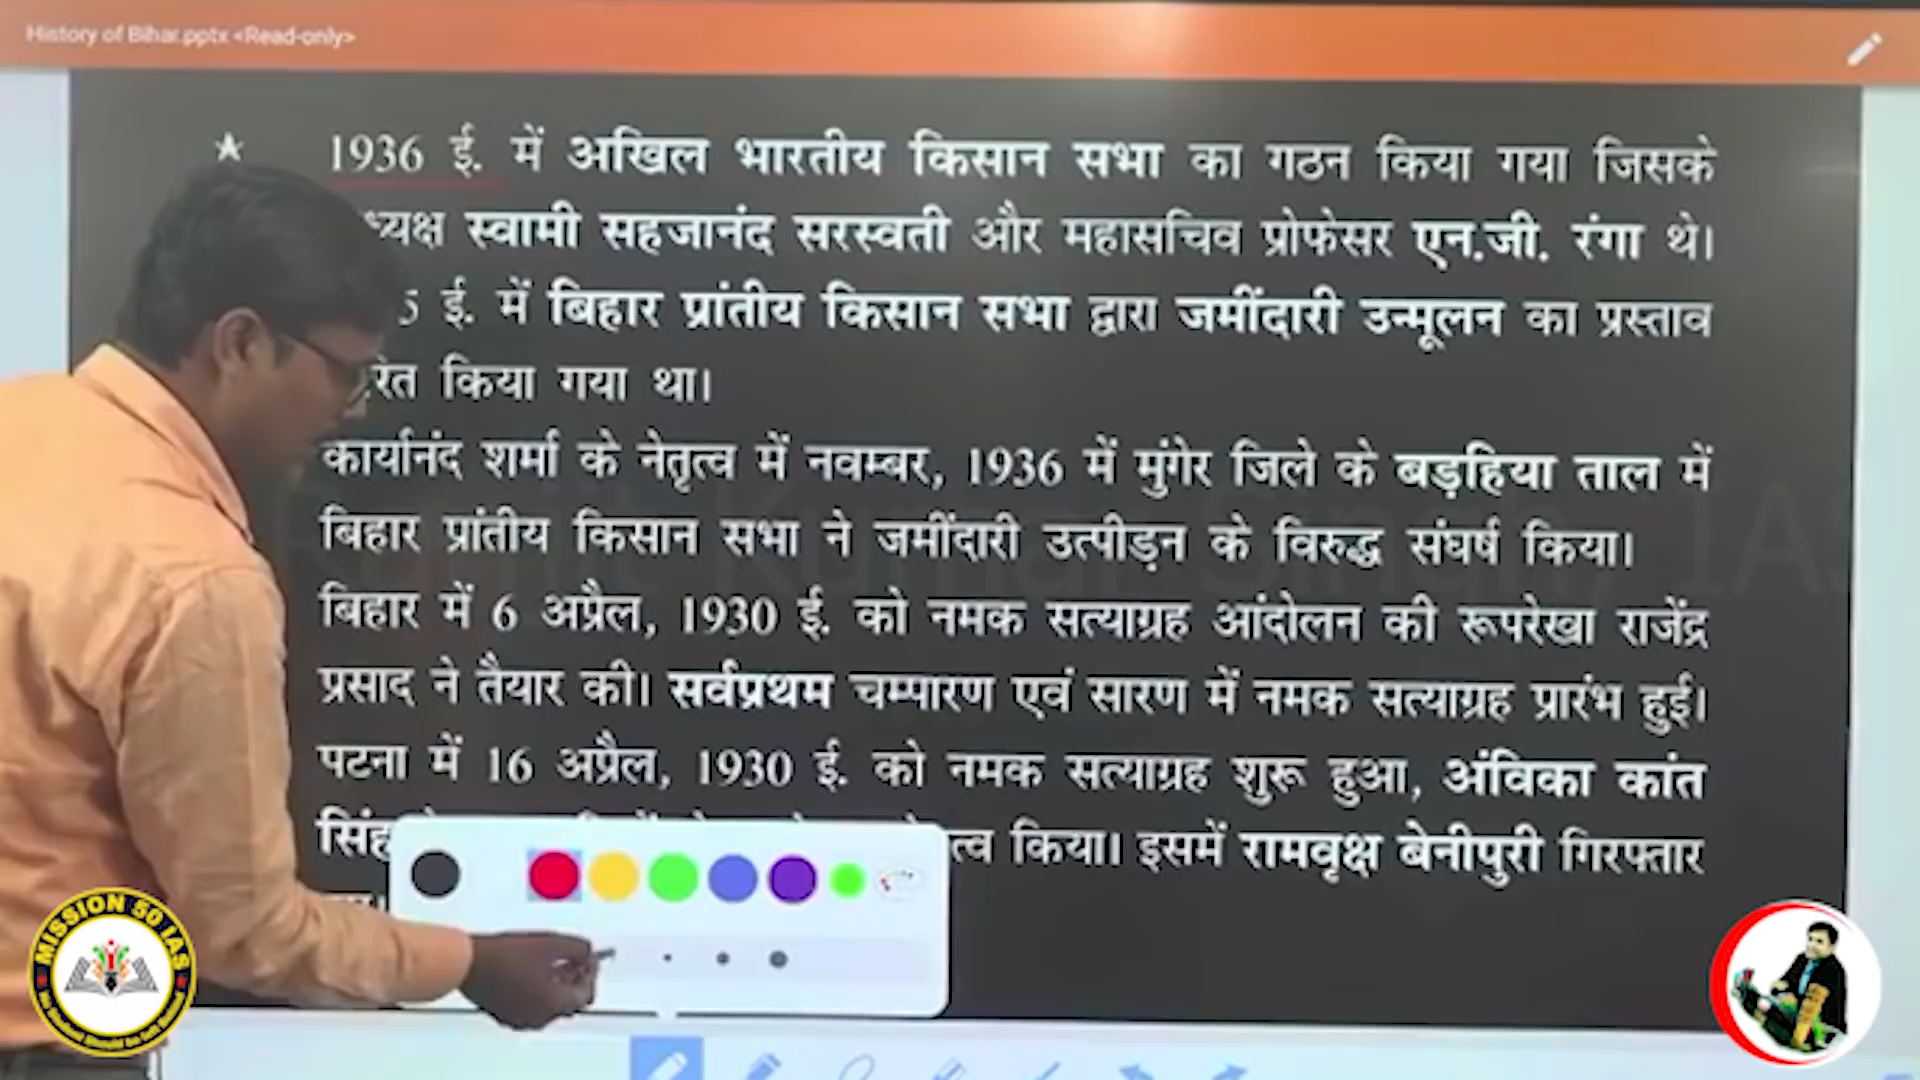 History of Bihar.pptx <Read-only>
★ 1936 ई. में अखिल भारतीय किसान सभा का गठन किया गया जिसके
स्वामी सहजानंद सरस्वती और महासचिव प्रोफेसर एन.जी. रंगा थे।
5 ई. में बिहार प्रांतीय किसान सभा द्वारा जमींदारी उन्मूलन का प्रस्ताव
किया गया था।
कार्यानंद शर्मा के नेतृत्व में नवम्बर, 1936 में मुंगेर जिले के बड़हिया ताल में
बिहार प्रांतीय किसान सभा ने जमींदारी उत्पीड़न के विरुद्ध संघर्ष किया।
बिहार में 6 अप्रैल, 1930 ई. को नमक सत्याग्रह आंदोलन की रूपरेखा राजेंद्र
प्रसाद ने तैयार की। सर्वप्रथम चम्पारण एवं सारण में नमक सत्याग्रह प्रारंभ हुई।
पटना में 16 अप्रैल, 1930 ई. को नमक सत्याग्रह शुरू हुआ, अंविका कांत
सिंह किया। इसमें रामवृक्ष बेनीपुरी गिरफ्तार
MISSION 50 IAS